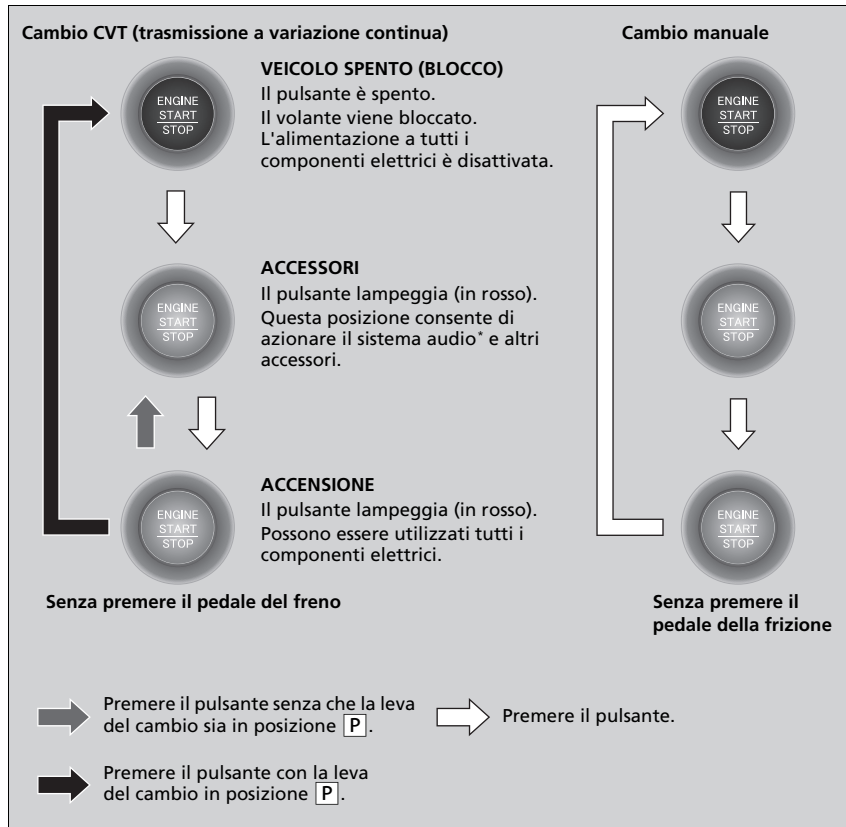 Cambio CVT (trasmissione a variazione continua)
Cambio manuale
ENGINE
START
STOP
VEICOLO SPENTO (BLOCCO)
Il pulsante è spento.
Il volante viene bloccato.
L'alimentazione a tutti i
componenti elettrici è disattivata.
ENGINE
START
STOP
ENGINE
START
STOP
ACCESSORI
Il pulsante lampeggia (in rosso).
Questa posizione consente di
azionare il sistema audio* e altri
accessori.
ENGINE
START
STOP
ENGINE
START
STOP
ACCENSIONE
Il pulsante lampeggia (in rosso).
Possono essere utilizzati tutti i
componenti elettrici.
ENGINE
START
STOP
Senza premere il pedale del freno
Senza premere il
pedale della frizione
Premere il pulsante senza che la leva
del cambio sia in posizione P.
Premere il pulsante.
Premere il pulsante con la leva
del cambio in posizione P.